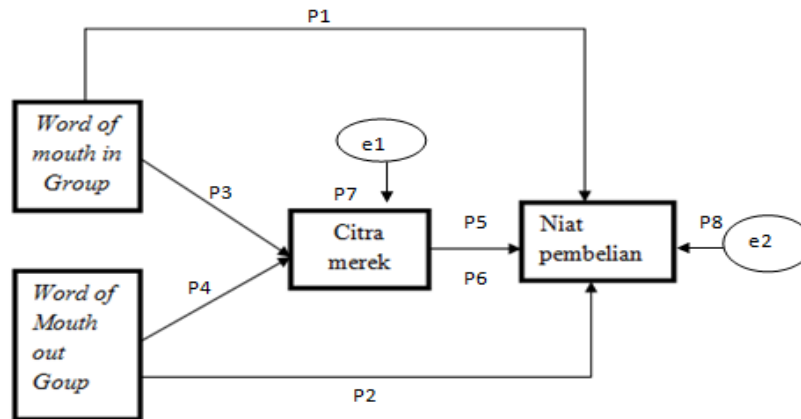 P1
Word of
mouth in
Group
e1
P3
P7
Citra
merek
P5
Niat
pembelian
P8
e2
P4
P6
Word of
Mouth
out
Goup
P2